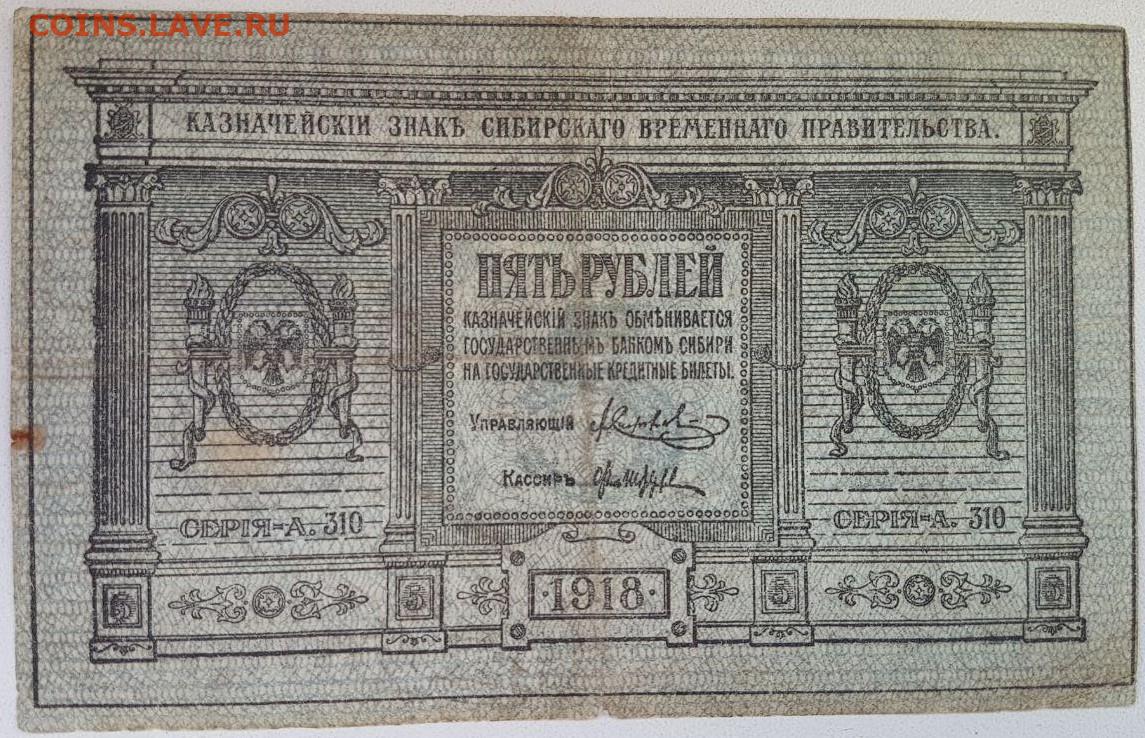 COINS.LAVE.RU
КАЗНАЧЕЙСКІЙ ЗНАКЪ СИБИРСКАГО ВРЕМЕННАГО ПРАВИТЕЛЬСТВА.
ПЯТЬ РУБЛЕЙ
КАЗНАЧЕЙСКІЙ ЗНАКЪ ОБМѢНИВАЕТСЯ
ГОСУДАРСТВЕННЫМЪ БАНКОМЪ СИБИРИ
НА ГОСУДАРСТВЕННЫЕ КРЕДИТНЫЕ БИЛЕТЫ.
УПРАВЛЯЮЩІЙ
КАССИРЪ
СЕРІЯ=А. 310
СЕРІЯ=А. 310
5 5 5 5
·1918·